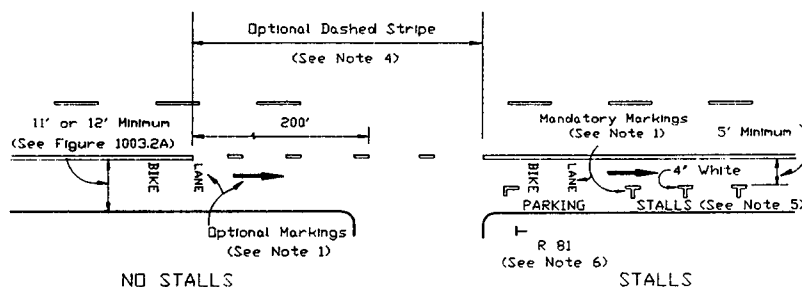 Optional Dashed Stripe
(See Note 4)
11' or 12' Minimum
(See Figure 1003.2A)
200'
Mandatory Markings
(See Note 1)
5' Minimum
BIKE
LANE
BIKE
LANE
4" White
PARKING
STALLS (See Note 5)
Optional Markings
(See Note 1)
R 81
(See Note 6)
NO STALLS
STALLS